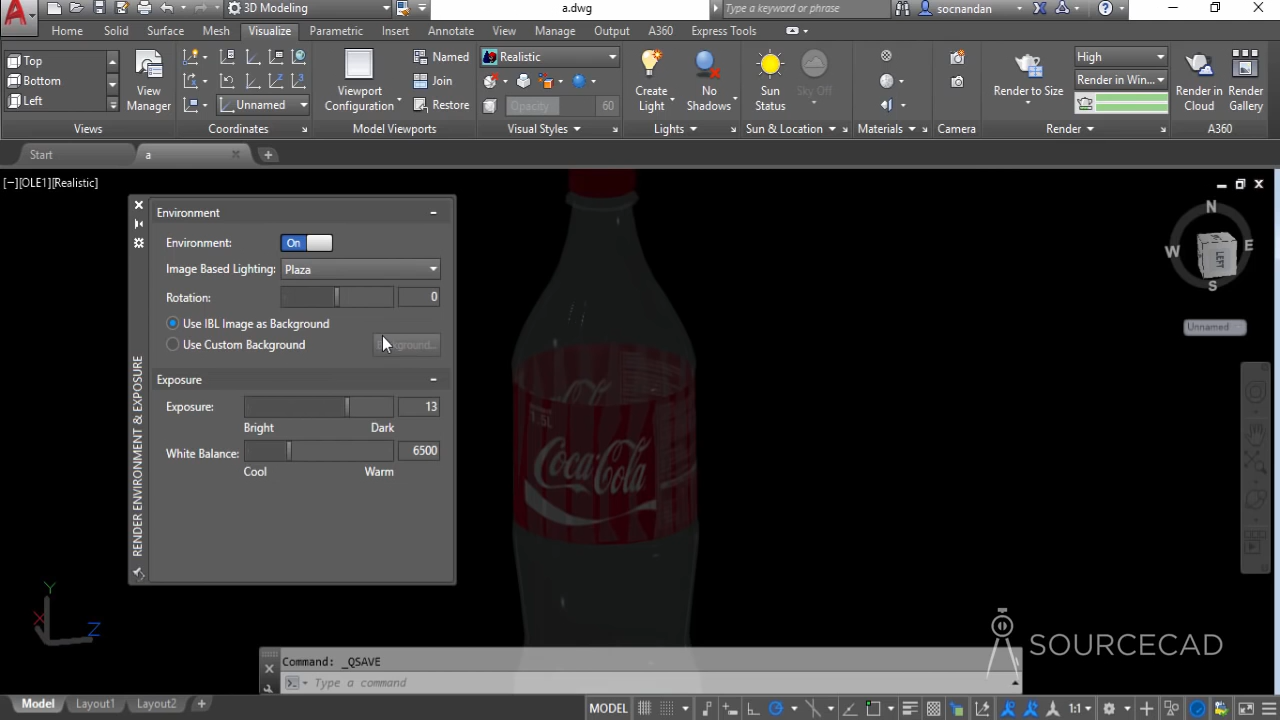 3D Modeling
a.dwg
Type a keyword or phrase
socnandan
Home
Solid
Surface
Mesh
Visualize
Parametric
Insert
Annotate
View
Manage
Output
A360
Express Tools
Top
Bottom
Left
View
Manager
Unnamed
Viewport
Configuration
Named
Join
Restore
Realistic
Opacity
60
Create
Light
No
Shadows
Sun
Status
Sky Off
Render to Size
High
Render in Win...
Render in
Cloud
Render
Gallery
Views
Coordinates
Model Viewports
Visual Styles
Lights
Sun & Location
Materials
Camera
Render
A360
Start
a
[−][OLE1][Realistic]
Environment
Environment:
On
Image Based Lighting:
Plaza
Rotation:
0
Use IBL Image as Background
Use Custom Background
Exposure
Exposure:
13
Bright
Dark
White Balance:
6500
Cool
Warm
RENDER ENVIRONMENT & EXPOSURE
N
W
E
S
LEFT
Unnamed
1.5L
Coca-Cola
X
Y
Z
SOURCECAD
Command: _QSAVE
Type a command
Model
Layout1
Layout2
MODEL
1:1